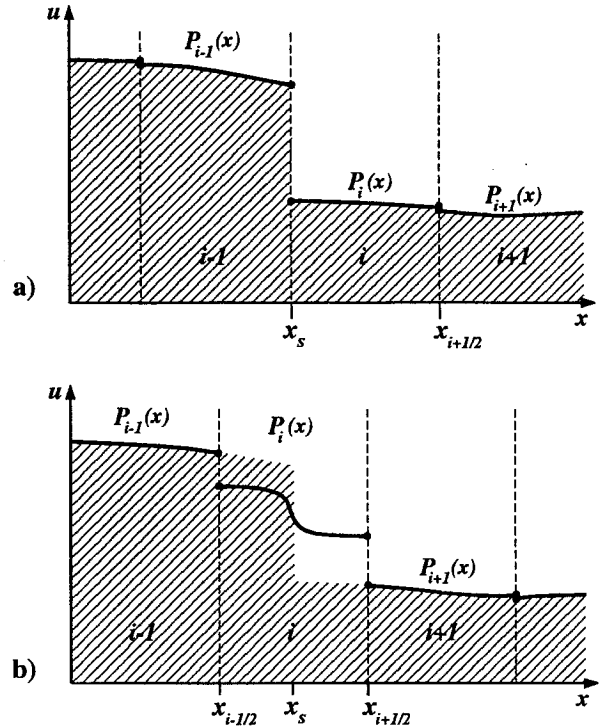 u
P_{i-1}(x)
P_i(x)
P_{i+1}(x)
i-1
i
i+1
a)
x_s
x_{i+1/2}
x
u
P_{i-1}(x)
P_i(x)
P_{i+1}(x)
i-1
i
i+1
b)
x_{i-1/2}
x_s
x_{i+1/2}
x